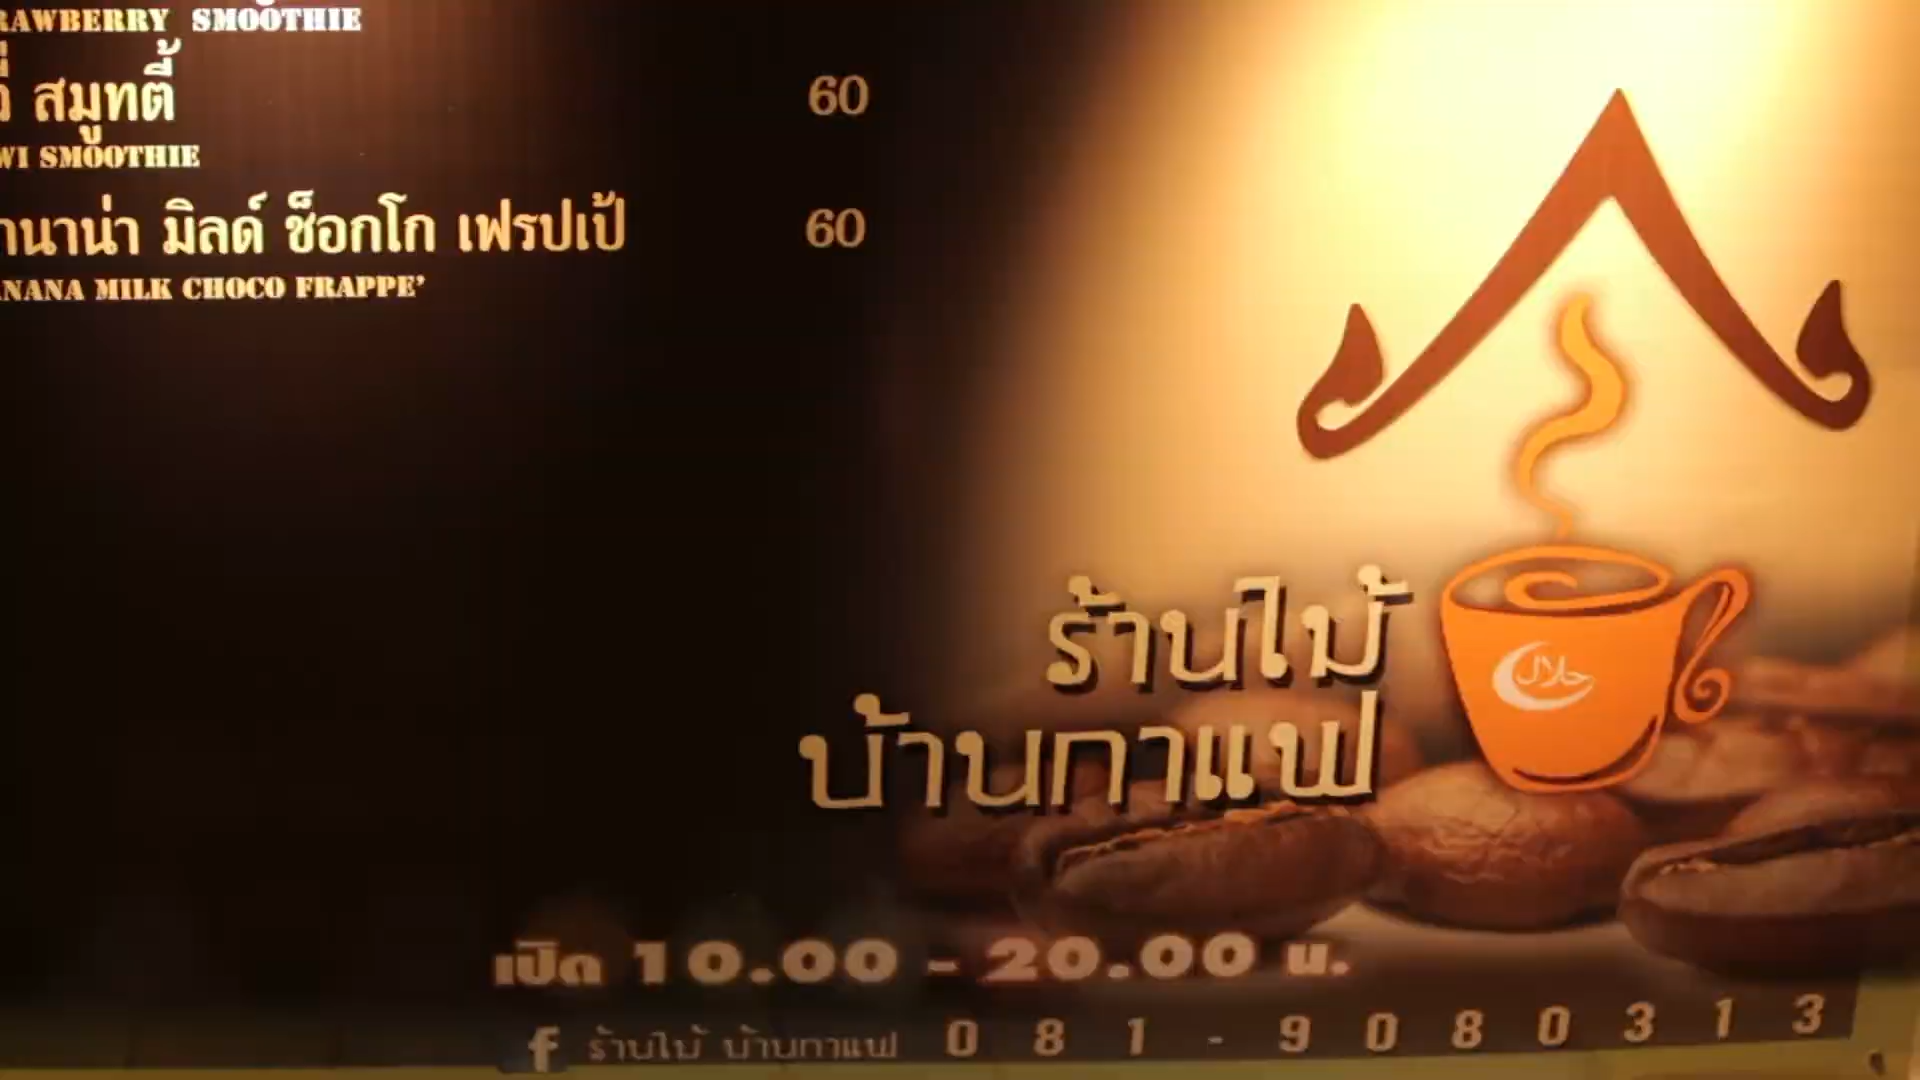 RAWBERRY SMOOTHIE
วี่ สมูทตี้ 60
WI SMOOTHIE
านาน่า มิลด์ ช็อกโก เฟรปเป้ 60
ANANA MILK CHOCO FRAPPE’
ร้านไม้
บ้านกาแฟ
حلال
เปิด 10.00 - 20.00 น.
f ร้านไม้ บ้านกาแฟ 081-9080313